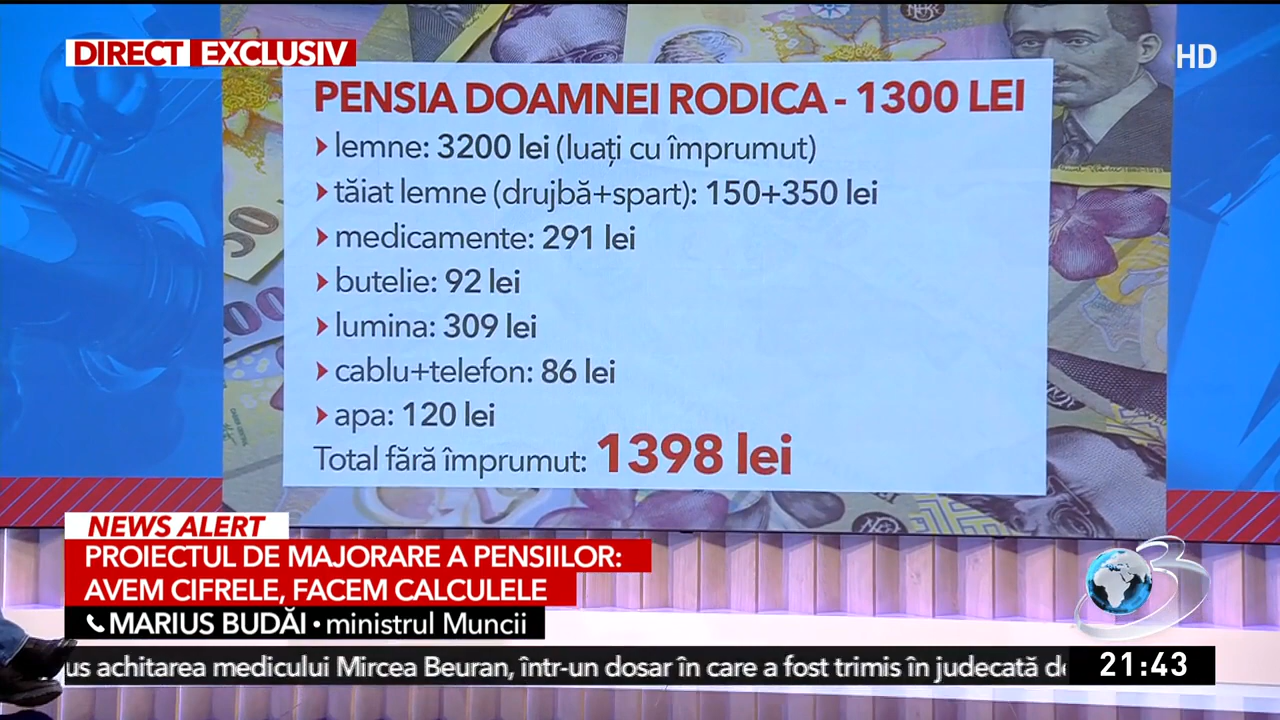 DIRECT EXCLUSIV
HD
PENSIA DOAMNEI RODICA - 1300 LEI
lemne: 3200 lei (luați cu împrumut)
tăiat lemne (drujbă+spart): 150+350 lei
medicamente: 291 lei
butelie: 92 lei
lumina: 309 lei
cablu+telefon: 86 lei
apa: 120 lei
Total fără împrumut: 1398 lei
NEWS ALERT
PROIECTUL DE MAJORARE A PENSIILOR:
AVEM CIFRELE, FACEM CALCULELE
MARIUS BUDĂI • ministrul Muncii
achitarea medicului Mircea Beuran, într-un dosar în care a fost trimis în judecată
3
21:43